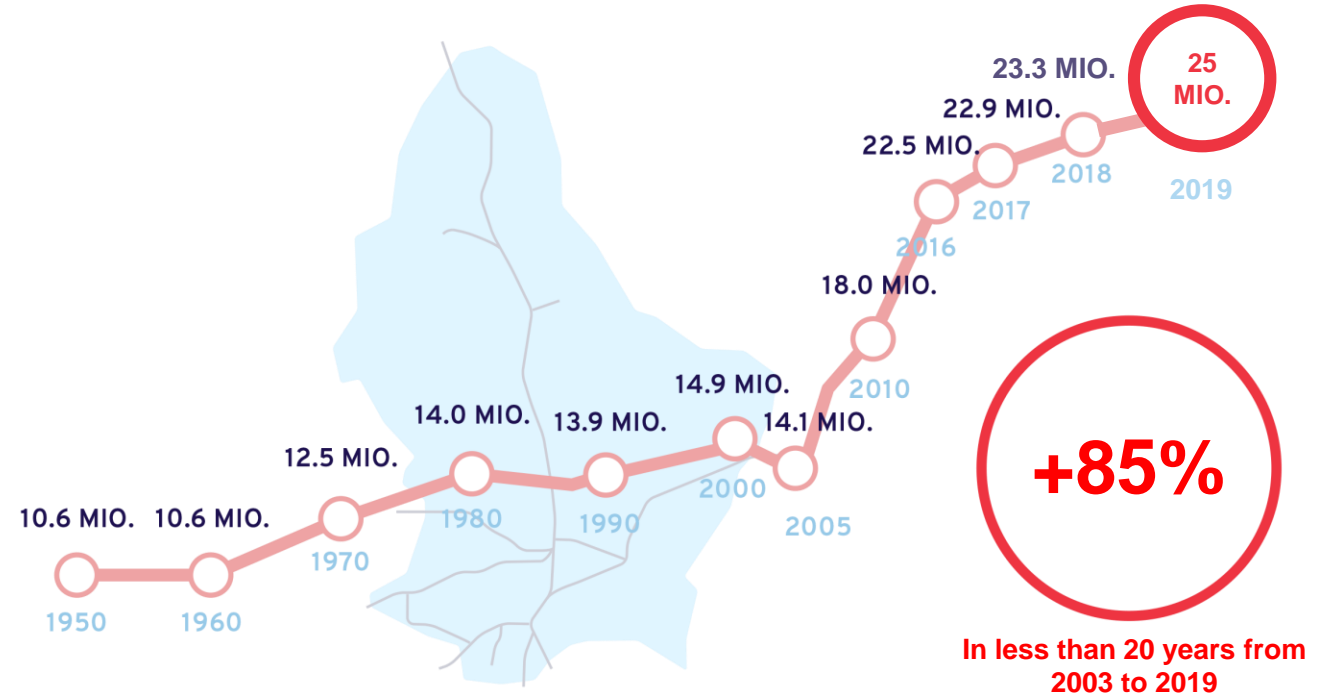 10.6 MIO.
1950
10.6 MIO.
1960
12.5 MIO.
1970
14.0 MIO.
1980
13.9 MIO.
1990
14.9 MIO.
2000
14.1 MIO.
2005
18.0 MIO.
2010
22.5 MIO.
2016
22.9 MIO.
2017
23.3 MIO.
2018
25
MIO.
2019
+85%
In less than 20 years from
2003 to 2019